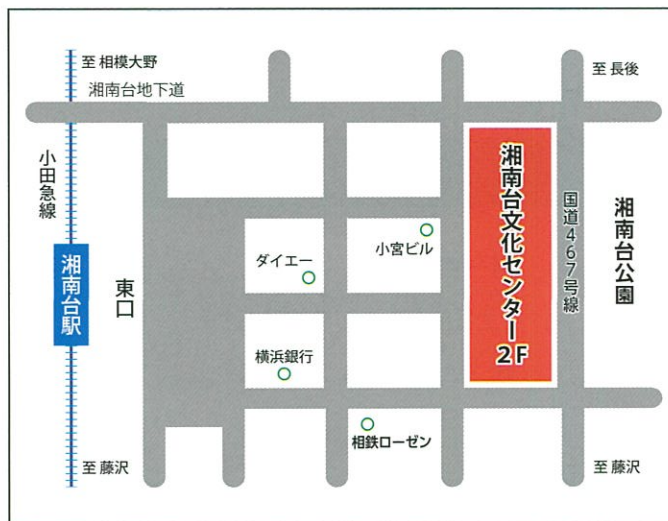 至 相模大野
湘南台地下道
至 長後
小田急線
湘南台駅
東口
ダイエー
小宮ビル
横浜銀行
相鉄ローゼン
湘南台文化センター
2F
国道467号線
湘南台公園
至 藤沢
至 藤沢